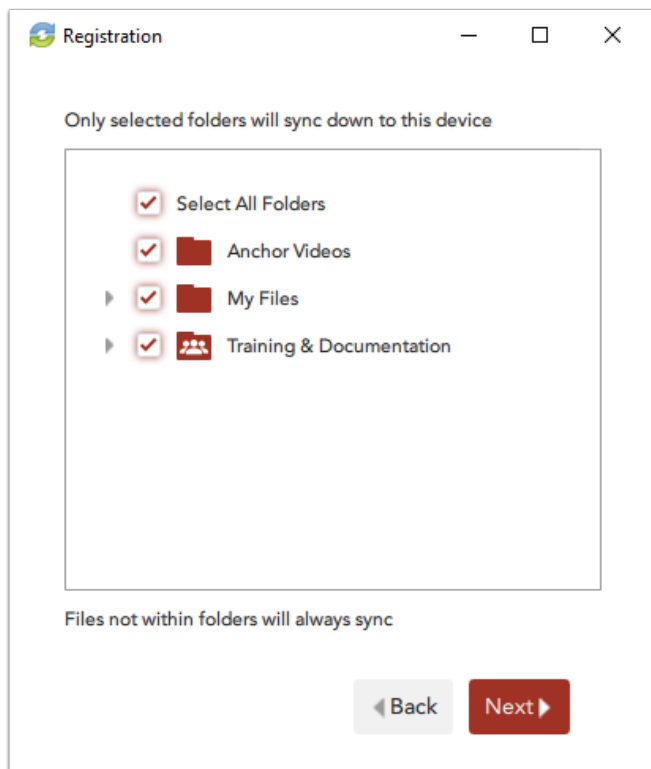 Registration
Only selected folders will sync down to this device
Select All Folders
Anchor Videos
My Files
Training & Documentation
Files not within folders will always sync
Back
Next